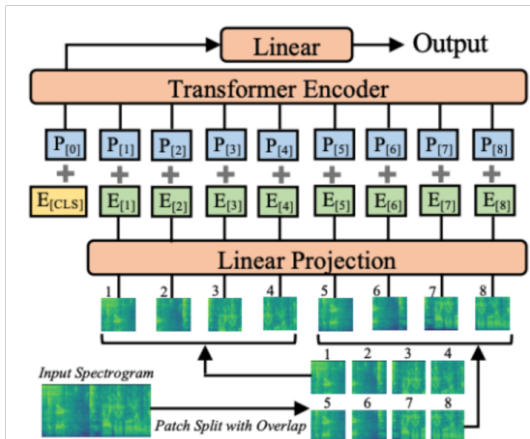 Linear
Output
Transformer Encoder
P[0] P[1] P[2] P[3] P[4] P[5] P[6] P[7] P[8]
+ + + + + + + + +
E[CLS] E[1] E[2] E[3] E[4] E[5] E[6] E[7] E[8]
Linear Projection
1 2 3 4 5 6 7 8
Input Spectrogram
1 2 3 4
5 6 7 8
Patch Split with Overlap